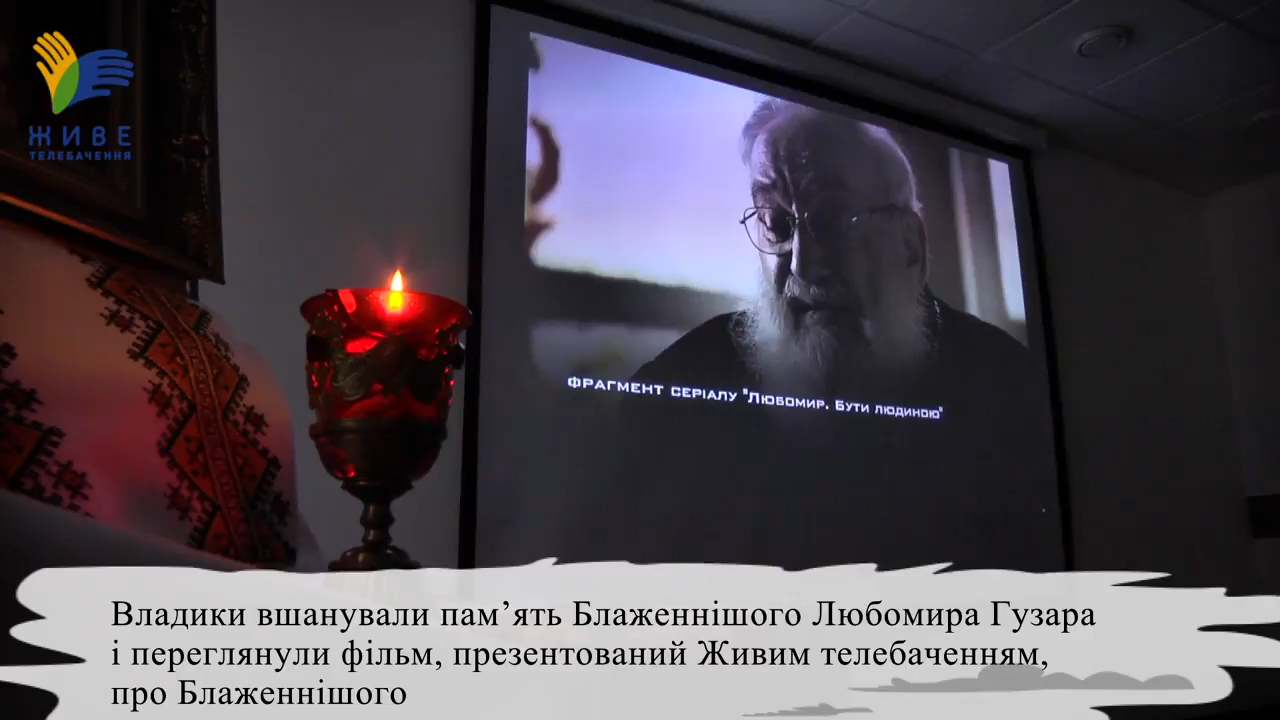 ЖИВЕ
ТЕЛЕБАЧЕННЯ
ФРАГМЕНТ СЕРІАЛУ "ЛЮБОМИР. БУТИ ЛЮДИНОЮ"
Владики вшанували пам’ять Блаженнішого Любомира Гузара
і переглянули фільм, презентований Живим телебаченням,
про Блаженнішого